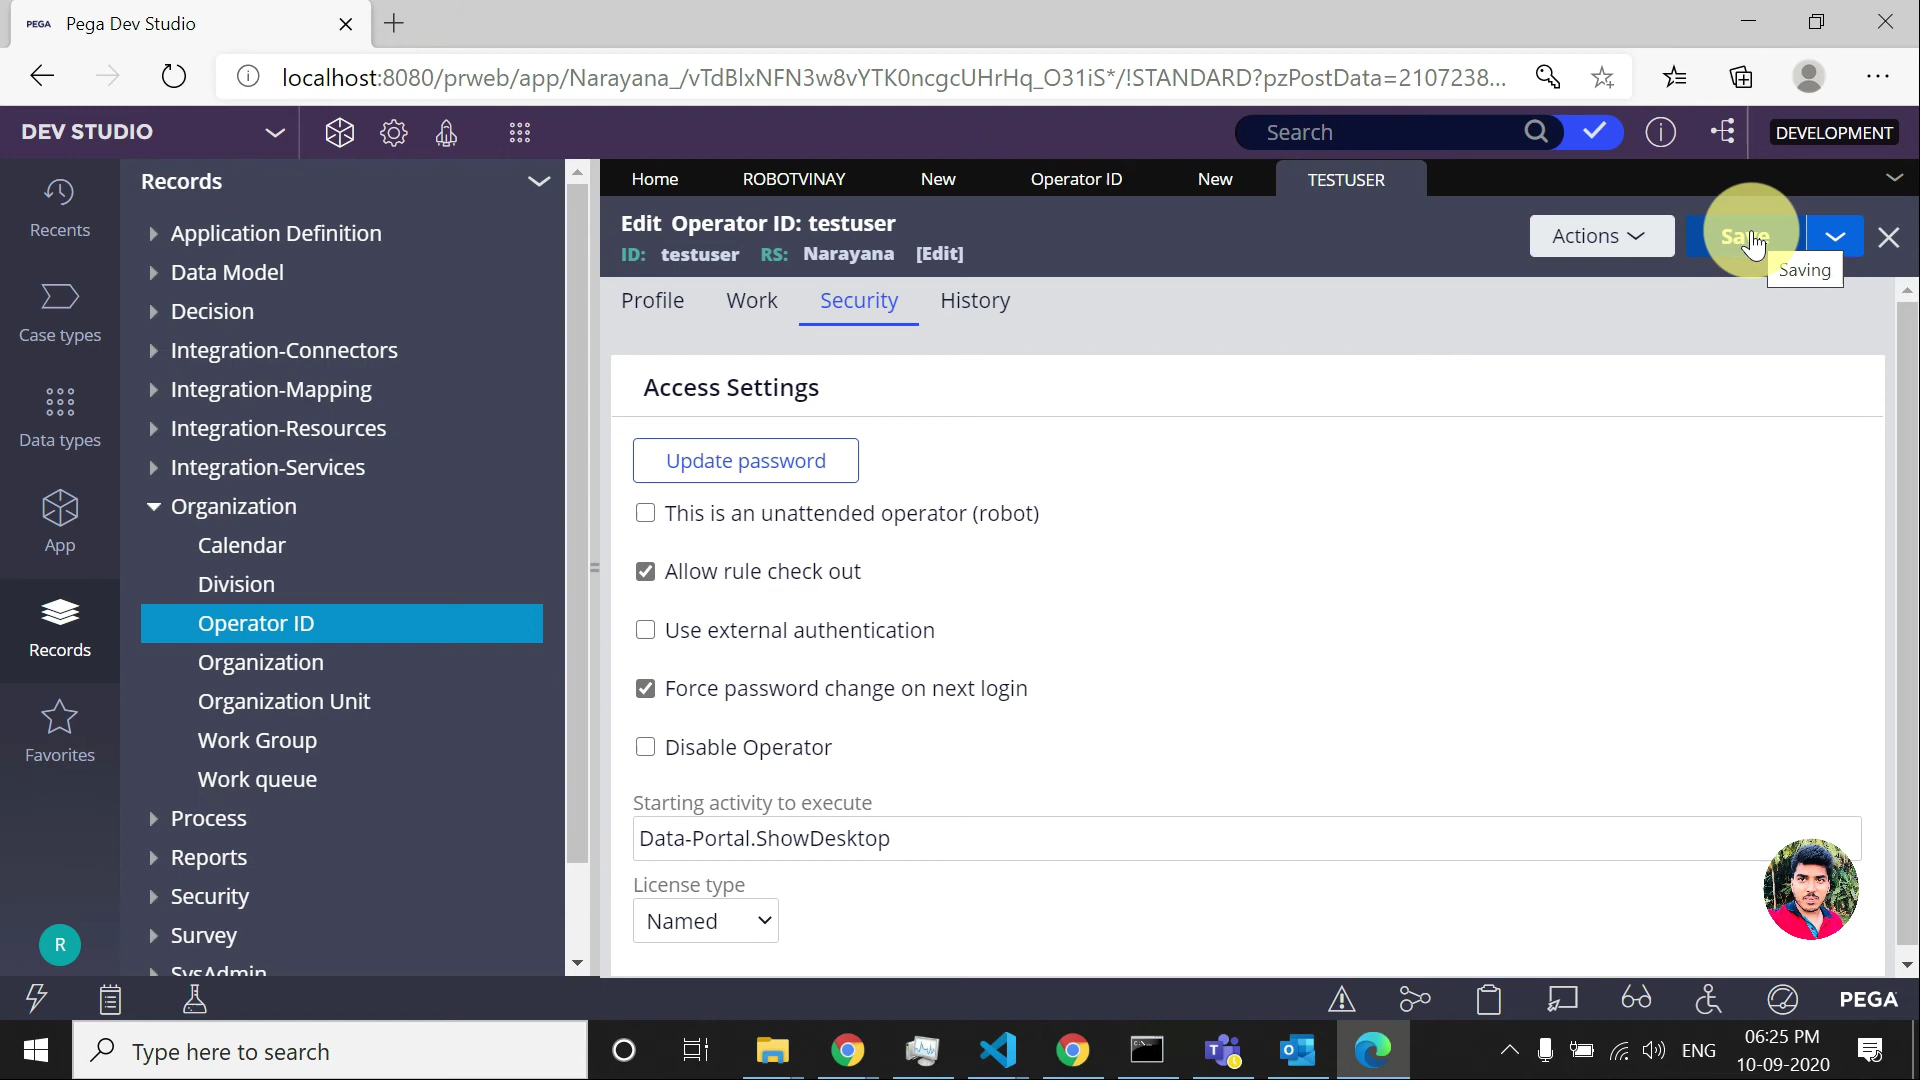 PEGA Pega Dev Studio
localhost:8080/prweb/app/Narayana_/vTdBlxNFN3w8vYTK0ncgcUHrHq_O31iS*/!STANDARD?pzPostData=2107238...
DEV STUDIO
Search
DEVELOPMENT
Recents
Case types
Data types
App
Records
Favorites
R
Records
Application Definition
Data Model
Decision
Integration-Connectors
Integration-Mapping
Integration-Resources
Integration-Services
Organization
Calendar
Division
Operator ID
Organization
Organization Unit
Work Group
Work queue
Process
Reports
Security
Survey
SysAdmin
Home ROBOTVINAY New Operator ID New TESTUSER
Edit Operator ID: testuser
ID: testuser RS: Narayana [Edit]
Actions
Save
Saving
Profile Work Security History
Access Settings
Update password
This is an unattended operator (robot)
Allow rule check out
Use external authentication
Force password change on next login
Disable Operator
Starting activity to execute
Data-Portal.ShowDesktop
License type
Named
PEGA
Type here to search
ENG
06:25 PM
10-09-2020